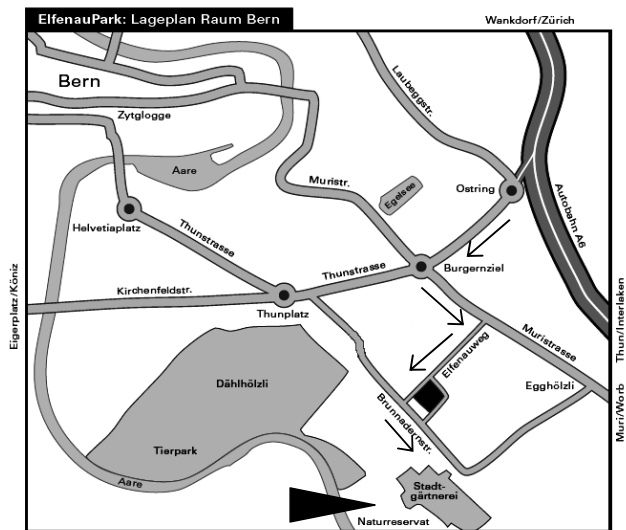 ElfenauPark: Lageplan Raum Bern
Wankdorf/Zürich
Bern
Laubeggstr.
Zytglogge
Aare
Muristr.
Egelsee
Ostring
Autobahn A6
Helvetiaplatz
Thunstrasse
Thunstrasse
Burgernziel
Kirchenfeldstr.
Thunplatz
Eigerplatz/Köniz
Thun/Interlaken
Muri/Worb
Muristrasse
Elfenauweg
Egghölzli
Dählhölzli
Brunnadernstr.
Tierpark
Aare
Stadt-
gärtnerei
Naturreservat